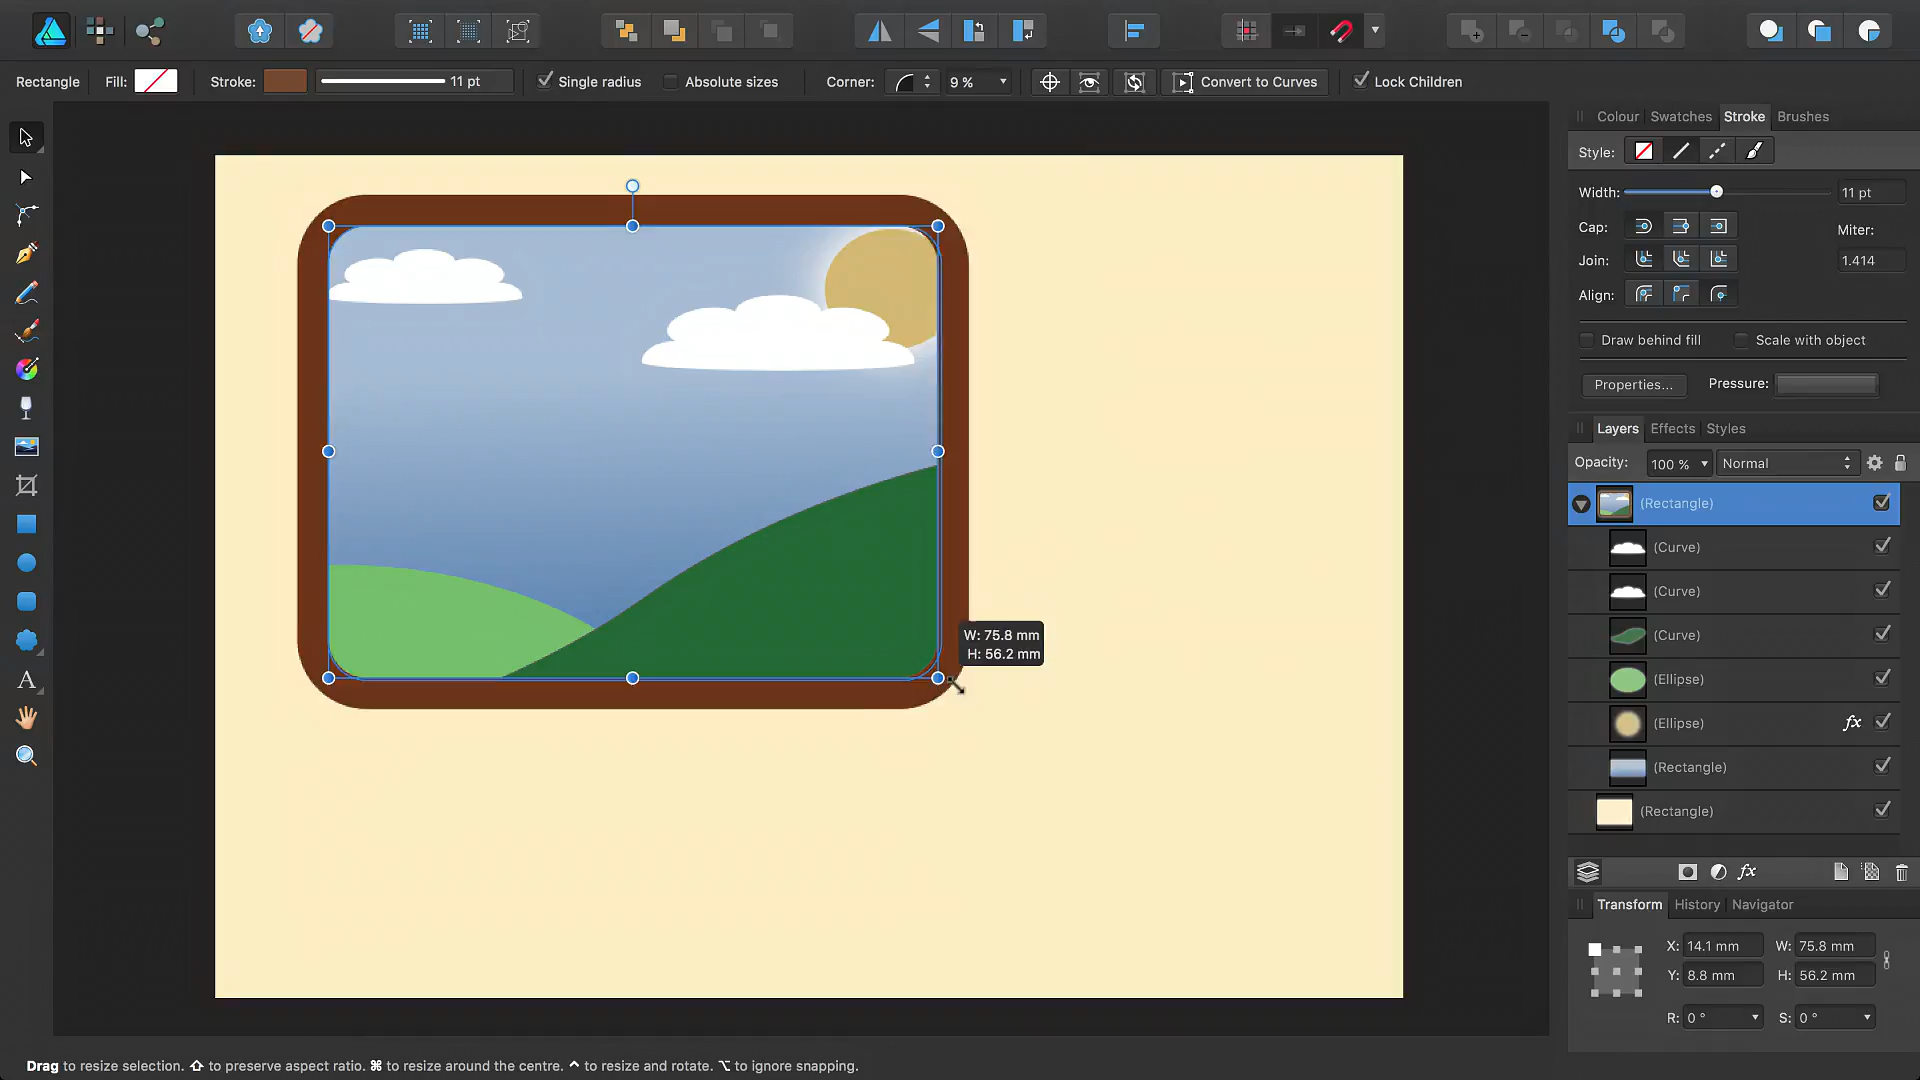 Rectangle Fill: Stroke: 11 pt Single radius Absolute sizes Corner: 9 % Convert to Curves Lock Children
Colour Swatches Stroke Brushes
Style:
Width: 11 pt
Cap: Miter:
Join: 1.414
Align:
Draw behind fill Scale with object
Properties... Pressure:
Layers Effects Styles
Opacity: 100 % Normal
(Rectangle)
(Curve)
(Curve)
(Curve)
(Ellipse)
(Ellipse) fx
(Rectangle)
(Rectangle)
fx
W: 75.8 mm
H: 56.2 mm
Transform History Navigator
X: 14.1 mm W: 75.8 mm
Y: 8.8 mm H: 56.2 mm
R: 0 ° S: 0 °
A
Drag to resize selection. ⇧ to preserve aspect ratio. ⌘ to resize around the centre. ^ to resize and rotate. ⌥ to ignore snapping.